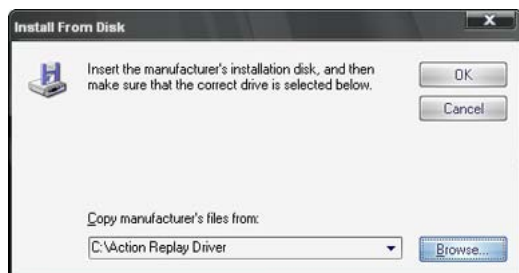 Install From Disk
Insert the manufacturer's installation disk, and then
make sure that the correct drive is selected below.
OK
Cancel
Copy manufacturer's files from:
C:\Action Replay Driver
Browse...